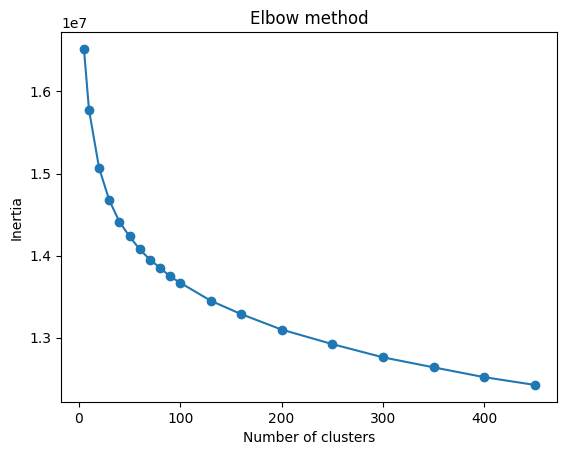 Elbow method
1e7
1.6
1.5
1.4
1.3
Inertia
0 100 200 300 400
Number of clusters